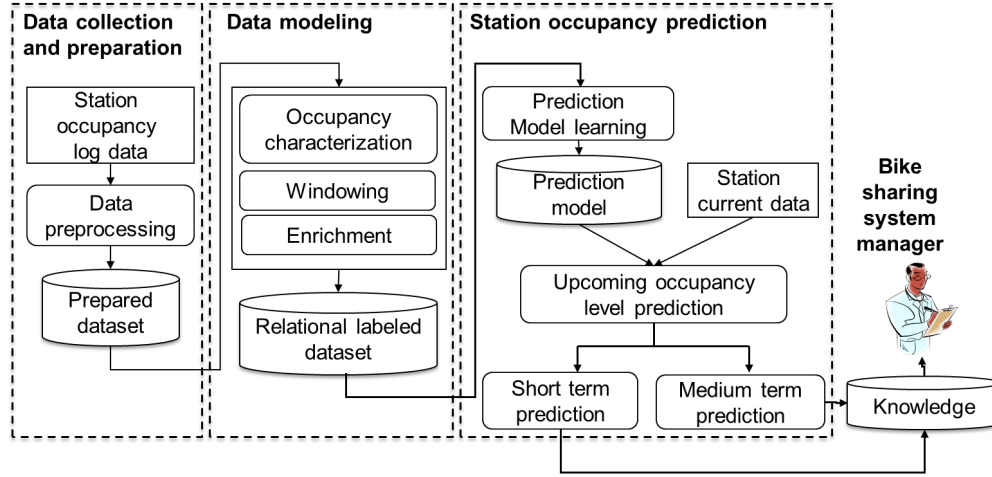 Data collection
and preparation
Station
occupancy
log data
Data
preprocessing
Prepared
dataset
Data modeling
Occupancy
characterization
Windowing
Enrichment
Relational labeled
dataset
Station occupancy prediction
Prediction
Model learning
Prediction
model
Station
current data
Upcoming occupancy
level prediction
Short term
prediction
Medium term
prediction
Bike
sharing
system
manager
Knowledge